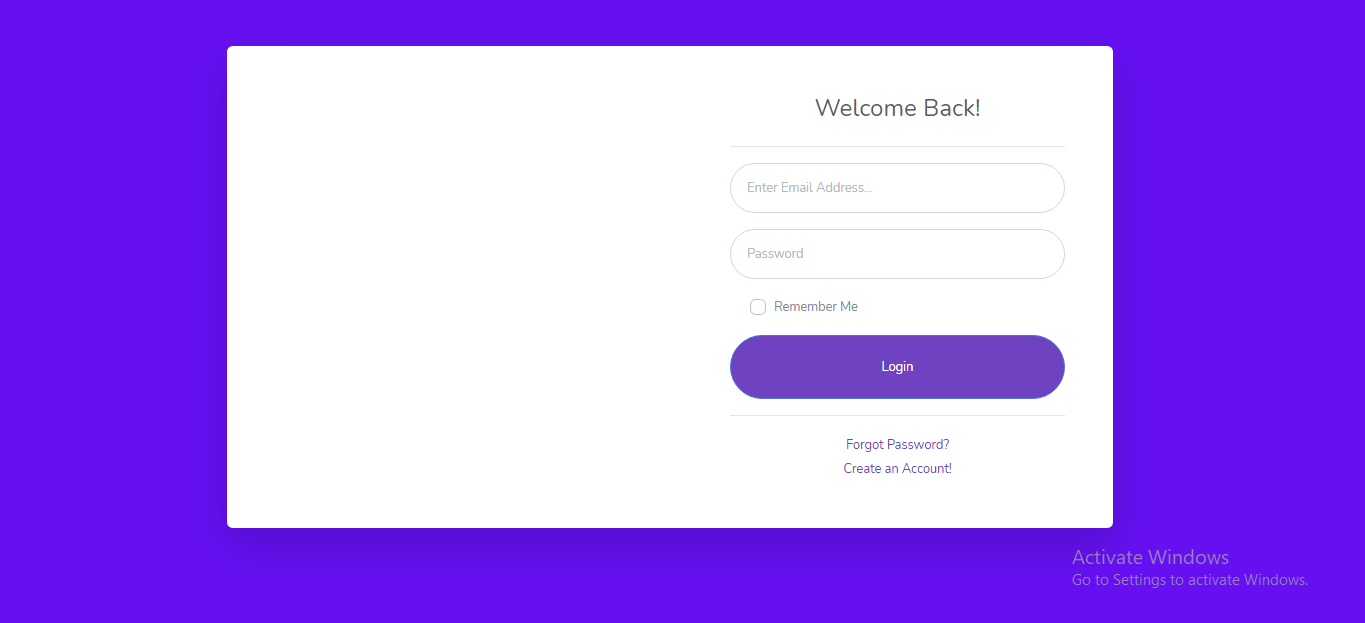 Welcome Back!
Enter Email Address...
Password
Remember Me
Login
Forgot Password?
Create an Account!
Activate Windows
Go to Settings to activate Windows.